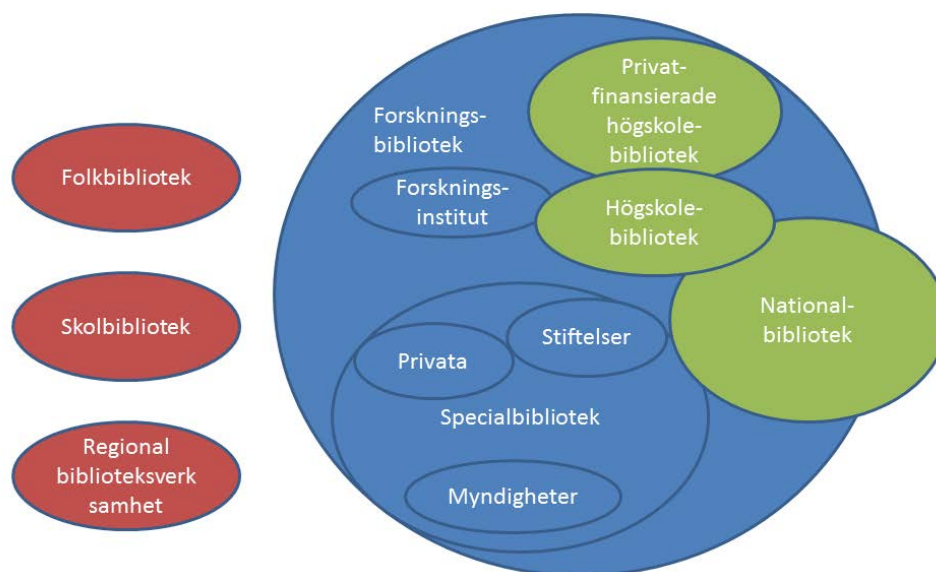 Folkbibliotek
Skolbibliotek
Regional
biblioteksverk
samhet
Forsknings-
bibliotek
Forsknings-
institut
Privat-
finansierade
högskole-
bibliotek
Högskole-
bibliotek
National-
bibliotek
Stiftelser
Privata
Specialbibliotek
Myndigheter